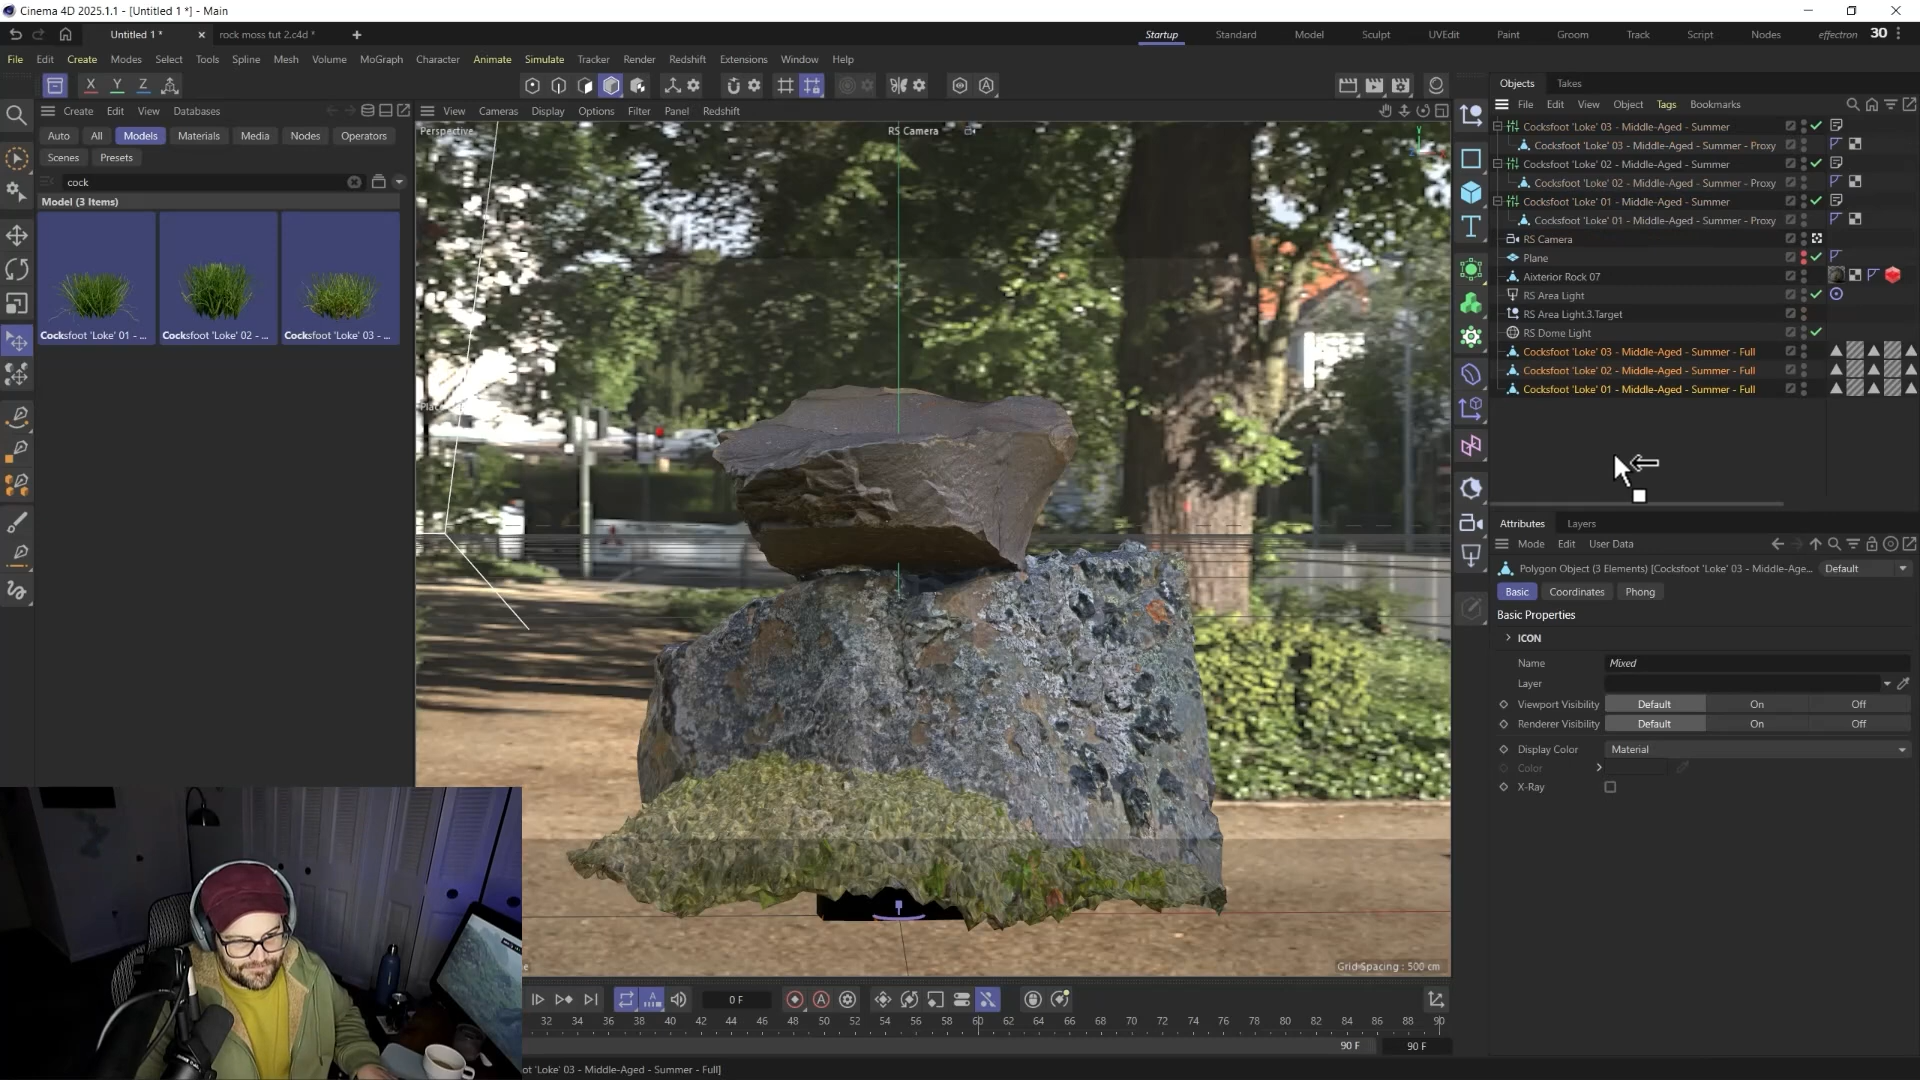 Cinema 4D 2025.1.1 - [Untitled 1 *] - Main
Untitled 1 *
rock moss tut 2.c4d *
Startup
Standard
Model
Sculpt
UVEdit
Paint
Groom
Track
Script
Nodes
effectron
30
File
Edit
Create
Modes
Select
Tools
Spline
Mesh
Volume
MoGraph
Character
Animate
Simulate
Tracker
Render
Redshift
Extensions
Window
Help
X Y Z
Create
Edit
View
Databases
Auto
All
Models
Materials
Media
Nodes
Operators
Scenes
Presets
cock
Model (3 Items)
Cocksfoot 'Loke' 01 - ...
Cocksfoot 'Loke' 02 - ...
Cocksfoot 'Loke' 03 - ...
View
Cameras
Display
Options
Filter
Panel
Redshift
Perspective
RS Camera
Grid Spacing : 500 cm
Objects
Takes
File
Edit
View
Object
Tags
Bookmarks
Cocksfoot 'Loke' 03 - Middle-Aged - Summer
Cocksfoot 'Loke' 03 - Middle-Aged - Summer - Proxy
Cocksfoot 'Loke' 02 - Middle-Aged - Summer
Cocksfoot 'Loke' 02 - Middle-Aged - Summer - Proxy
Cocksfoot 'Loke' 01 - Middle-Aged - Summer
Cocksfoot 'Loke' 01 - Middle-Aged - Summer - Proxy
RS Camera
Plane
Aixterior Rock 07
RS Area Light
RS Area Light.3.Target
RS Dome Light
Cocksfoot 'Loke' 03 - Middle-Aged - Summer - Full
Cocksfoot 'Loke' 02 - Middle-Aged - Summer - Full
Cocksfoot 'Loke' 01 - Middle-Aged - Summer - Full
Attributes
Layers
Mode
Edit
User Data
Polygon Object (3 Elements) [Cocksfoot 'Loke' 03 - Middle-Age...
Default
Basic
Coordinates
Phong
Basic Properties
ICON
Name
Mixed
Layer
Viewport Visibility
Default
On
Off
Renderer Visibility
Default
On
Off
Display Color
Material
Color
X-Ray
0 F
32 34 36 38 40 42 44 46 48 50 52 54 56 58 60 62 64 66 68 70 72 74 76 78 80 82 84 86 88 90
90 F
90 F
ot 'Loke' 03 - Middle-Aged - Summer - Full]